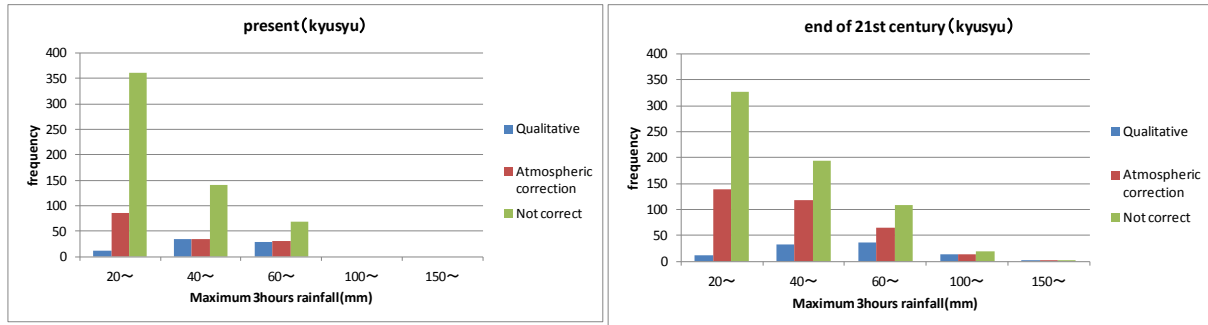 present(kyusyu)
400
350
300
250
200
150
100
50
0
frequency
20～ 40～ 60～ 100～ 150～
Maximum 3hours rainfall(mm)
Qualitative
Atmospheric
correction
Not correct
end of 21st century(kyusyu)
400
350
300
250
200
150
100
50
0
frequency
20～ 40～ 60～ 100～ 150～
Maximum 3hours rainfall(mm)
Qualitative
Atmospheric
correction
Not correct